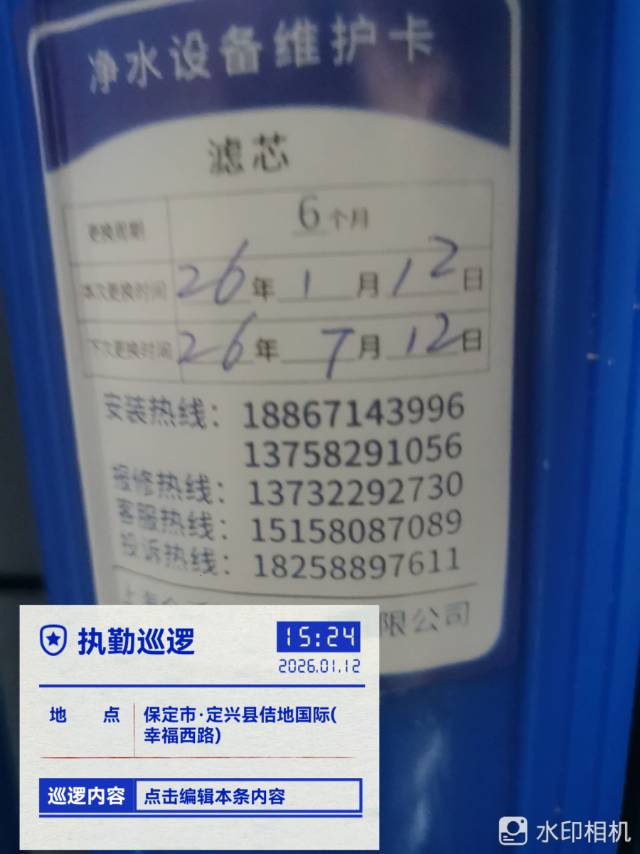 净水设备维护卡
滤芯
更换周期 6个月
本次更换时间 26年1月12日
下次更换时间 26年7月12日
安装热线：18867143996
13758291056
报修热线：13732292730
客服热线：15158087089
投诉热线：18258897611
上海
限公司
执勤巡逻
15:24
2026.01.12
地 点 保定市·定兴县佶地国际(
幸福西路)
巡逻内容 点击编辑本条内容
水印相机